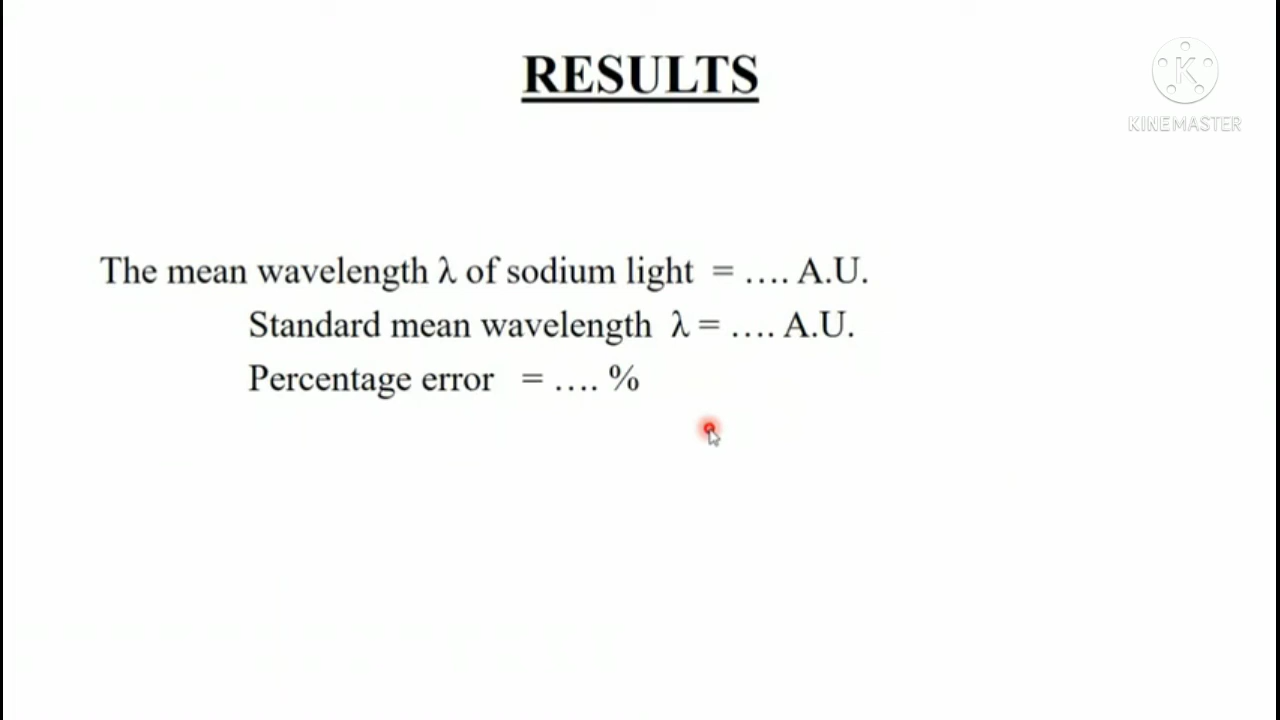 RESULTS
K
KINEMASTER
The mean wavelength λ of sodium light = .... A.U.
Standard mean wavelength λ = .... A.U.
Percentage error = .... %